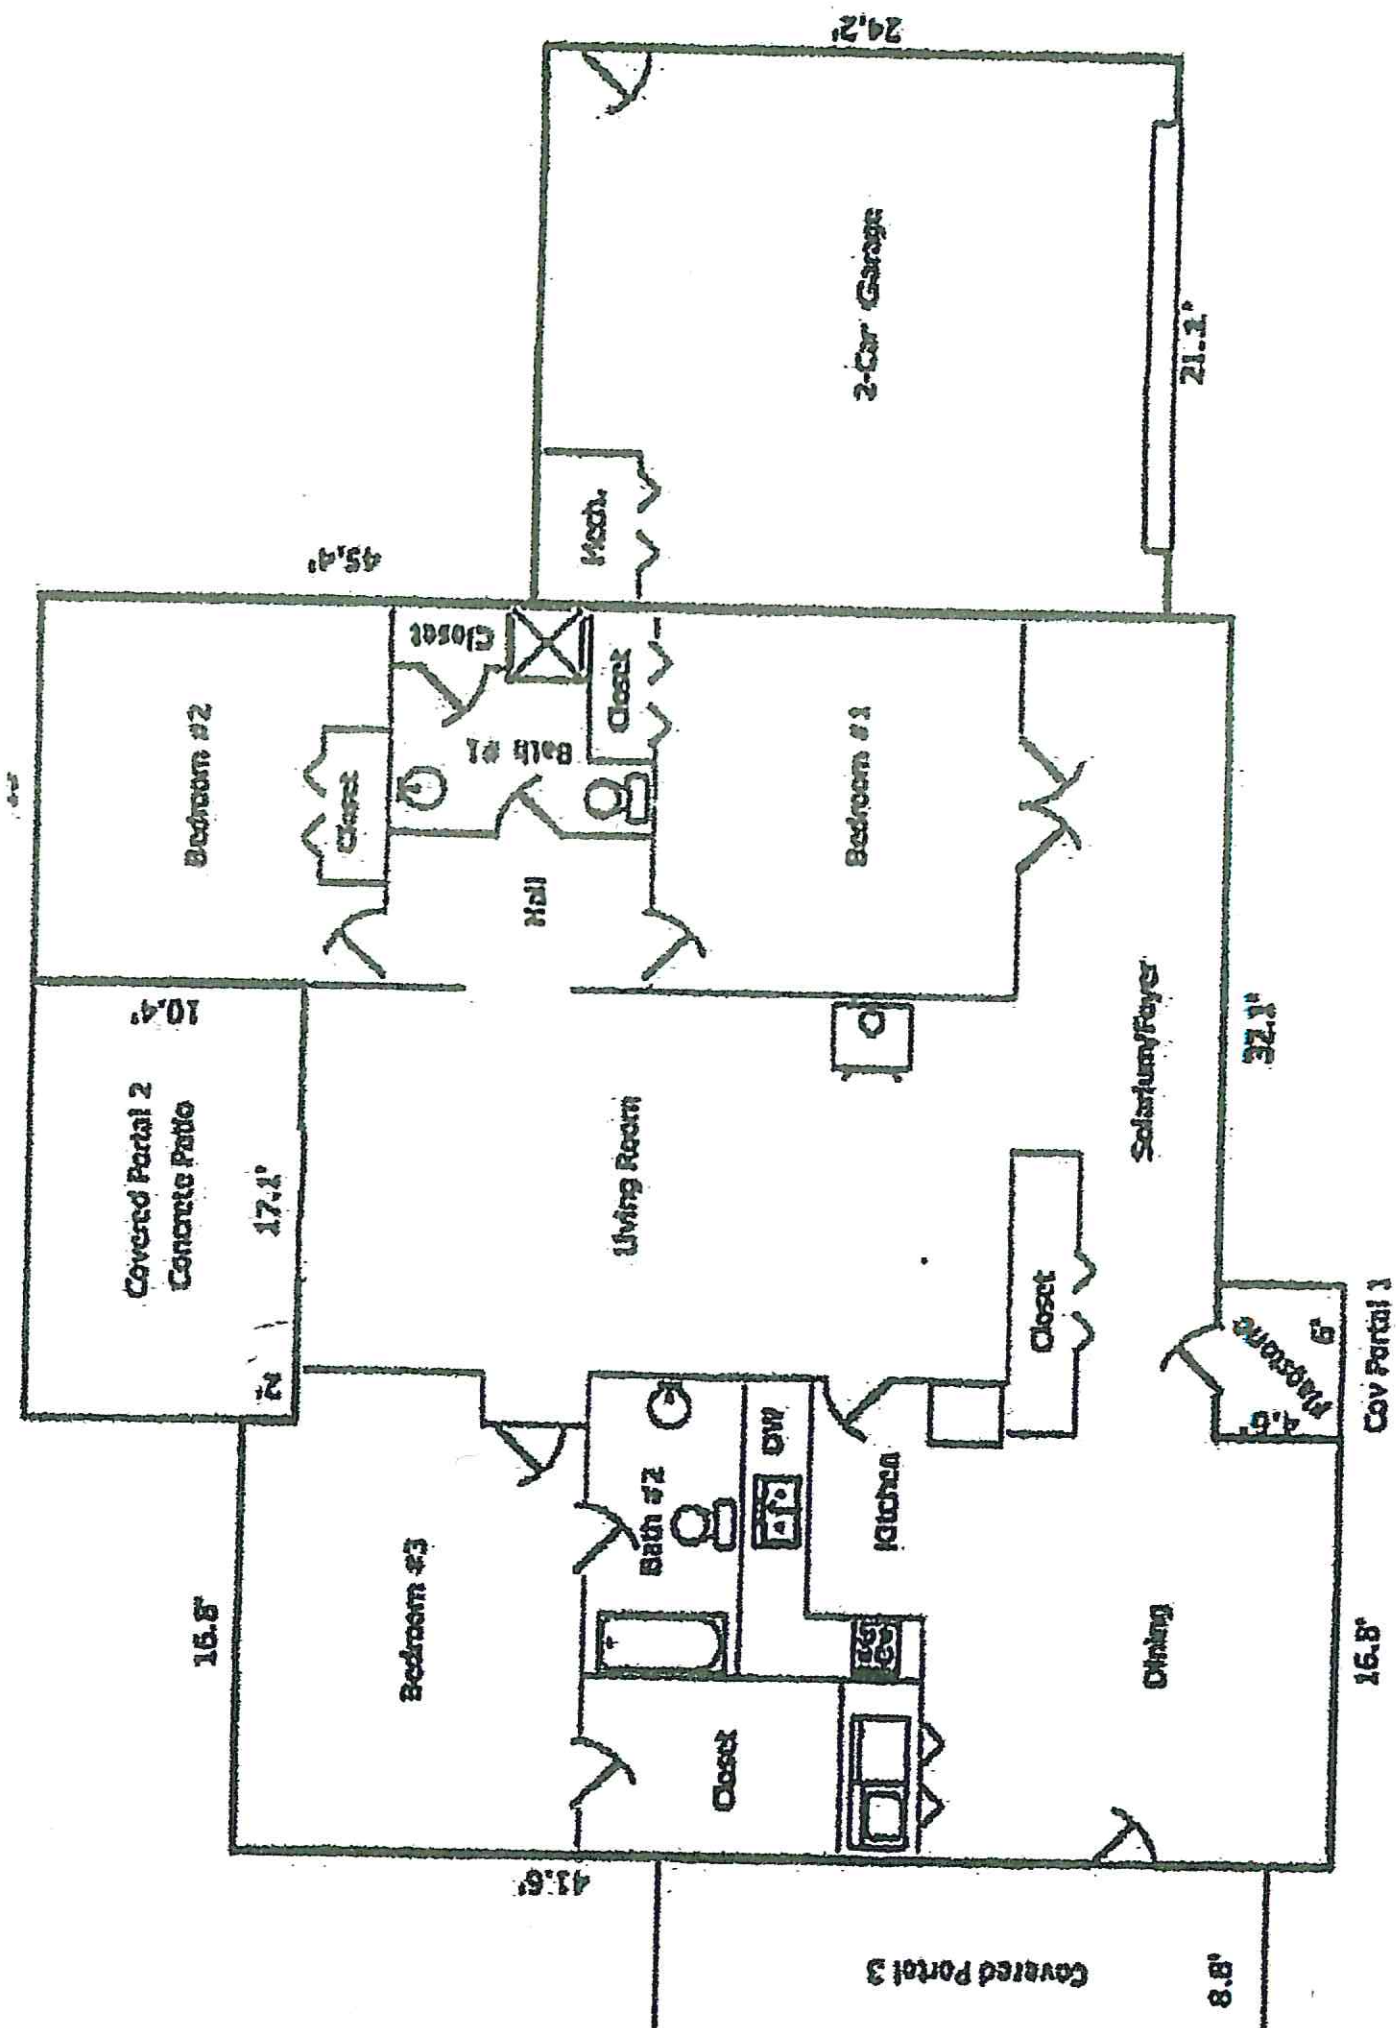 Covered Portal 2
Concrete Patio
10.4'
Bedroom #2
16.8'
17.1'
2'
Closet
45.4'
Bedroom #3
Closet
Bath #1
Hall
41.6'
Mech.
Closet
Living Room
Bath #2
Closet
DW
Bedroom #1
2-Car Garage
24.2'
Kitchen
Covered Portal 3
Closet
Dining
Solarium/Foyer
21.1'
8.8'
Flagstone
4.6'
6'
32.1'
16.8'
Cov Portal 1